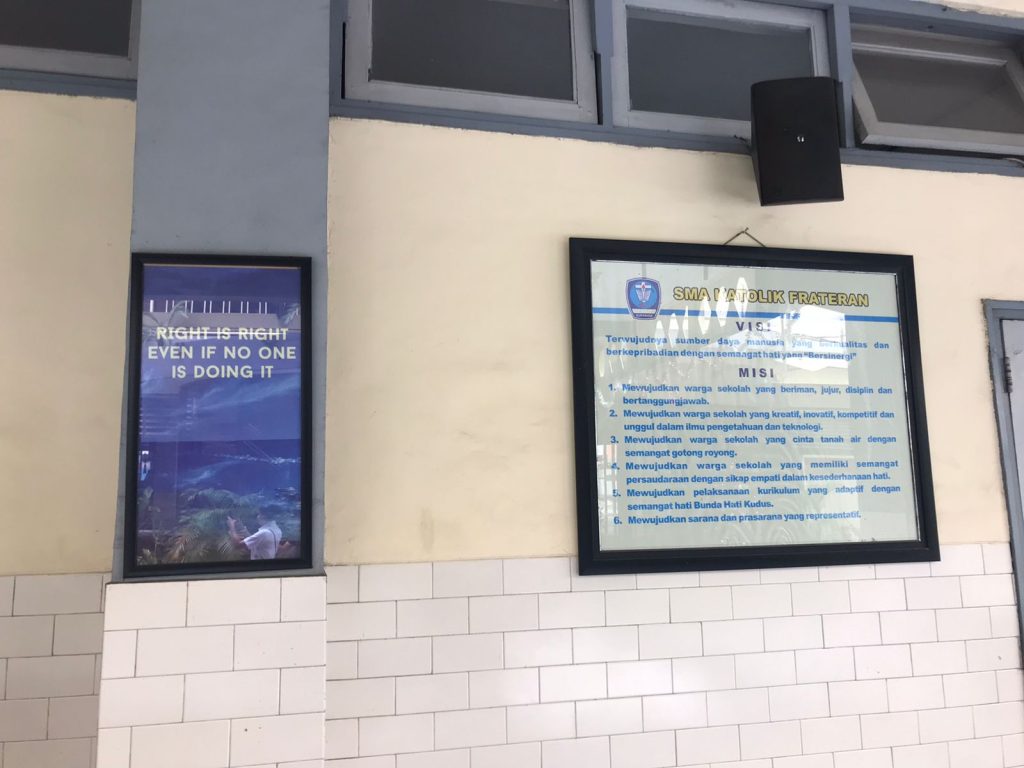 RIGHT IS RIGHT
EVEN IF NO ONE
IS DOING IT
SMA KATOLIK FRATERAN
VISI
Terwujudnya sumber daya manusia yang berkualitas dan
berkepribadian dengan semangat hati yang "Bersinergi"
MISI
1. Mewujudkan warga sekolah yang beriman, jujur, disiplin dan
bertanggungjawab.
2. Mewujudkan warga sekolah yang kreatif, inovatif, kompetitif dan
unggul dalam ilmu pengetahuan dan teknologi.
3. Mewujudkan warga sekolah yang cinta tanah air dengan
semangat gotong royong.
4. Mewujudkan warga sekolah yang memiliki semangat
persaudaraan dengan sikap empati dalam kesederhanaan hati.
5. Mewujudkan pelaksanaan kurikulum yang adaptif dengan
semangat hati Bunda Hati Kudus.
6. Mewujudkan sarana dan prasarana yang representatif.